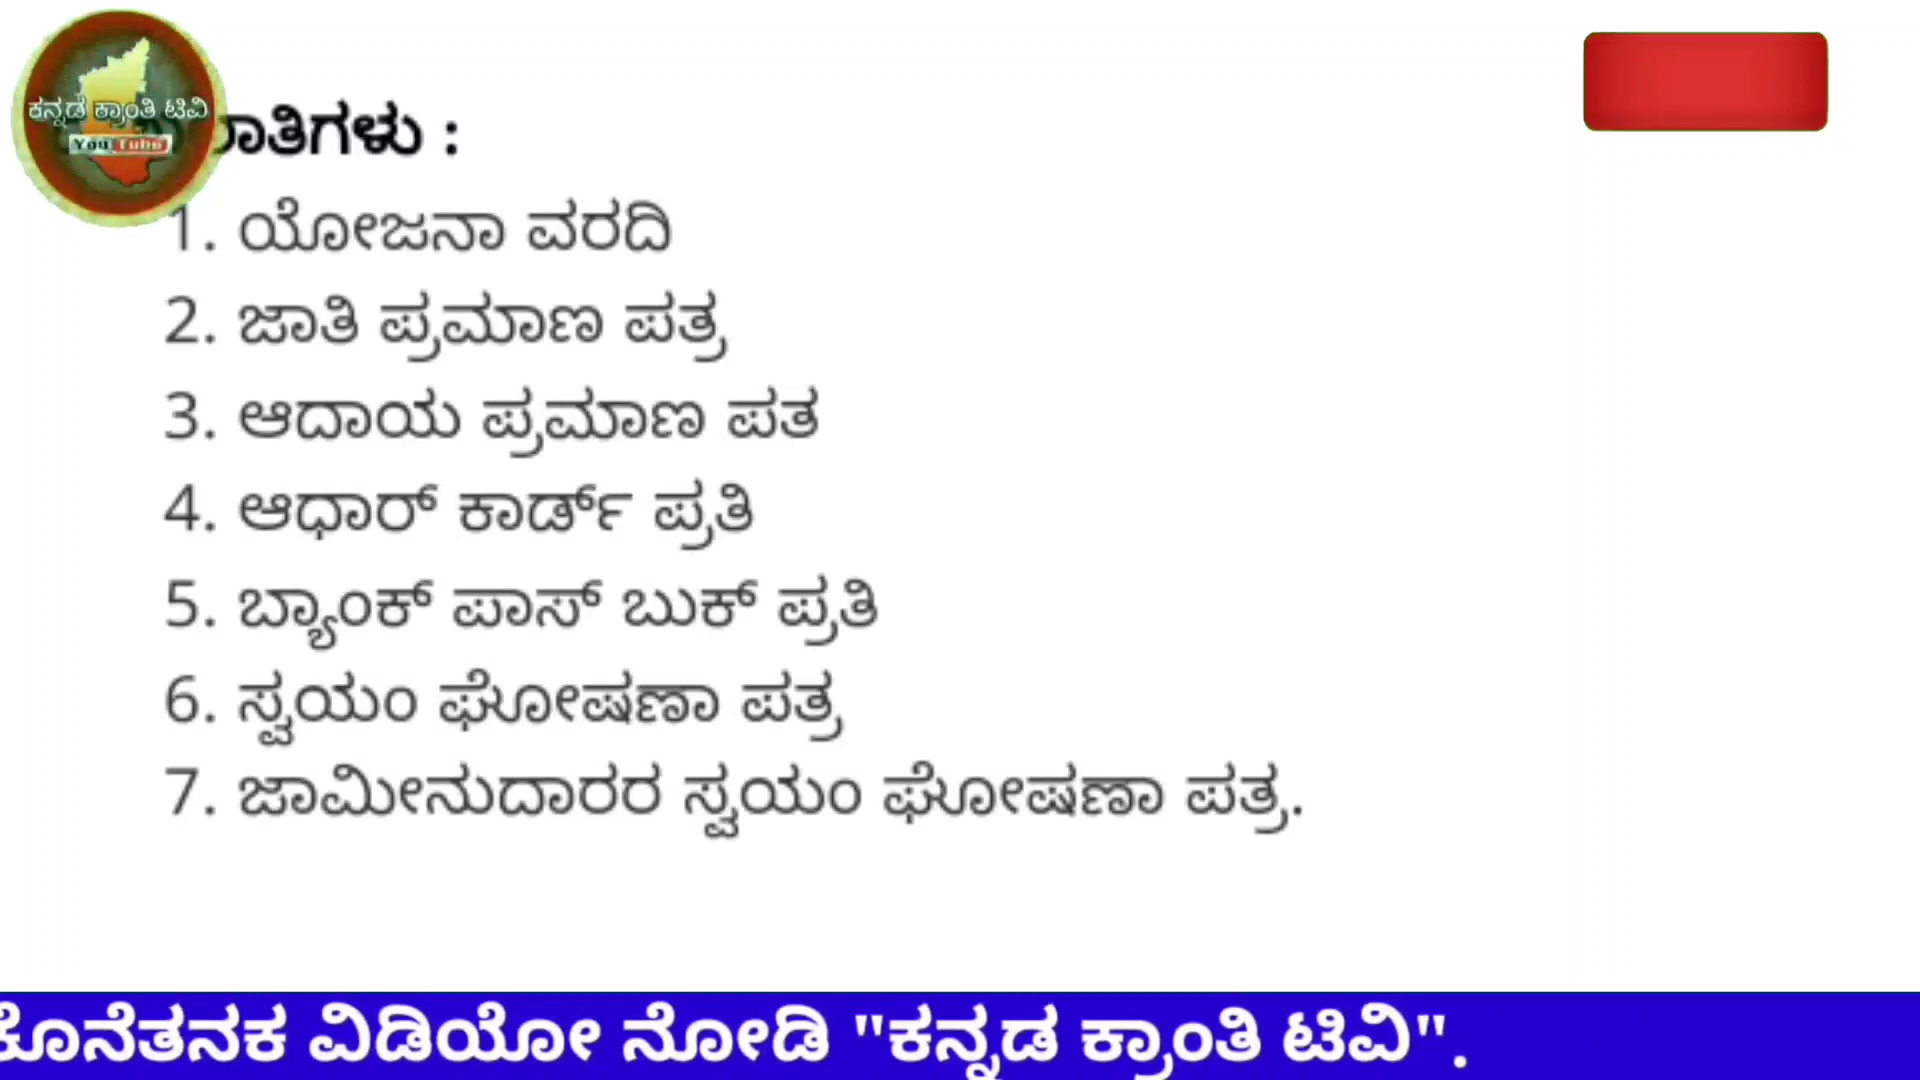 ಕನ್ನಡ ಕ್ರಾಂತಿ ಟಿವಿ
You Tube
1. ಯೋಜನಾ ವರದಿ
2. ಜಾತಿ ಪ್ರಮಾಣ ಪತ್ರ
3. ಆದಾಯ ಪ್ರಮಾಣ ಪತ
4. ಆಧಾರ್ ಕಾರ್ಡ್ ಪ್ರತಿ
5. ಬ್ಯಾಂಕ್ ಪಾಸ್ ಬುಕ್ ಪ್ರತಿ
6. ಸ್ವಯಂ ಘೋಷಣಾ ಪತ್ರ
7. ಜಾಮೀನುದಾರರ ಸ್ವಯಂ ಘೋಷಣಾ ಪತ್ರ.
ಕೊನೆತನಕ ವಿಡಿಯೋ ನೋಡಿ "ಕನ್ನಡ ಕ್ರಾಂತಿ ಟಿವಿ".